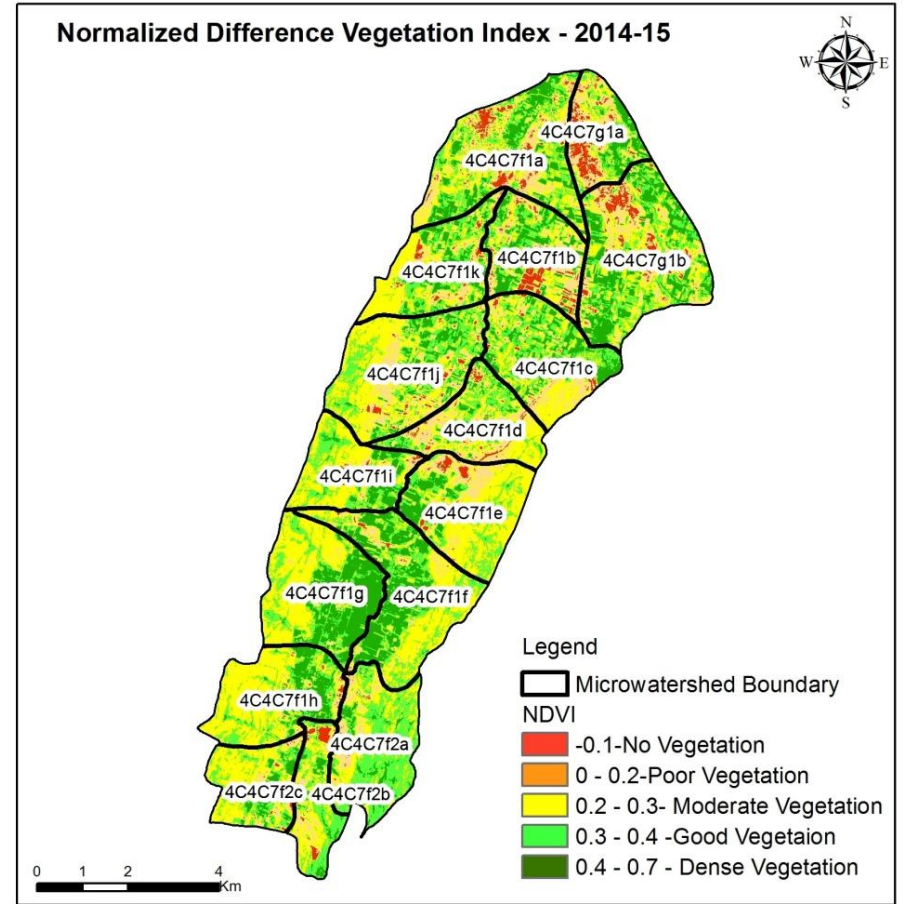 Normalized Difference Vegetation Index - 2014-15
N
W E
S
4C4C7g1a
4C4C7f1a
4C4C7f1b
4C4C7g1b
4C4C7f1k
4C4C7f1c
4C4C7f1j
4C4C7f1d
4C4C7f1i
4C4C7f1e
4C4C7f1g
4C4C7f1f
4C4C7f1h
4C4C7f2a
4C4C7f2c
4C4C7f2b
Legend
Microwatershed Boundary
NDVI
-0.1-No Vegetation
0 - 0.2-Poor Vegetation
0.2 - 0.3- Moderate Vegetation
0.3 - 0.4 -Good Vegetaion
0.4 - 0.7 - Dense Vegetation
0 1 2 4
Km